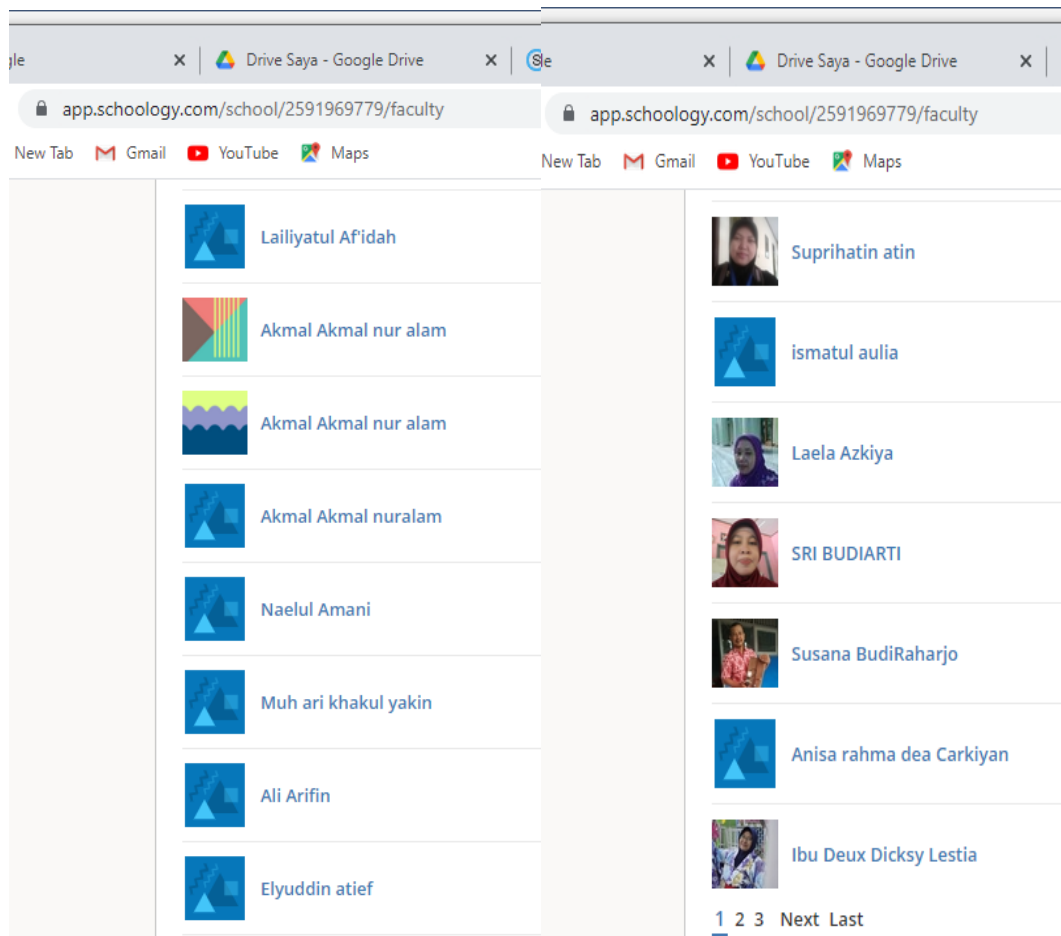 gle
Drive Saya - Google Drive
S
app.schoology.com/school/2591969779/faculty
New Tab Gmail YouTube Maps
Lailiyatul Af'idah
Akmal Akmal nur alam
Akmal Akmal nur alam
Akmal Akmal nuralam
Naelul Amani
Muh ari khakul yakin
Ali Arifin
Elyuddin atief
le
Drive Saya - Google Drive
app.schoology.com/school/2591969779/faculty
New Tab Gmail YouTube Maps
Suprihatin atin
ismatul aulia
Laela Azkiya
SRI BUDIARTI
Susana BudiRaharjo
Anisa rahma dea Carkiyan
Ibu Deux Dicksy Lestia
1 2 3 Next Last